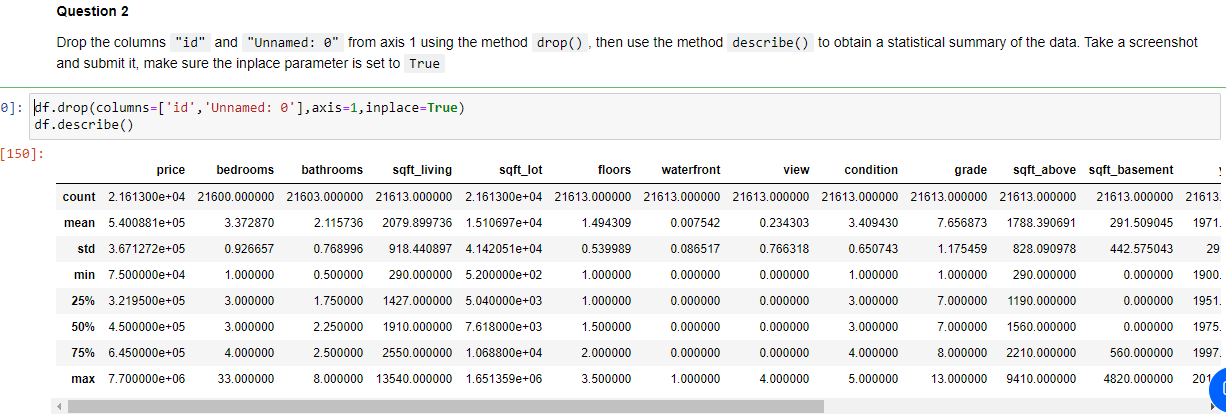 Question 2
Drop the columns "id" and "Unnamed: 0" from axis 1 using the method drop() , then use the method describe() to obtain a statistical summary of the data. Take a screenshot
and submit it, make sure the inplace parameter is set to True
0]: df.drop(columns=['id','Unnamed: 0'],axis=1,inplace=True)
df.describe()
[150]:
price bedrooms bathrooms sqft_living sqft_lot floors waterfront view condition grade sqft_above sqft_basement
count 2.161300e+04 21600.000000 21603.000000 21613.000000 2.161300e+04 21613.000000 21613.000000 21613.000000 21613.000000 21613.000000 21613.000000 21613.000000 21613.
mean 5.400881e+05 3.372870 2.115736 2079.899736 1.510697e+04 1.494309 0.007542 0.234303 3.409430 7.656873 1788.390691 291.509045 1971.
std 3.671272e+05 0.926657 0.768996 918.440897 4.142051e+04 0.539989 0.086517 0.766318 0.650743 1.175459 828.090978 442.575043 29.
min 7.500000e+04 1.000000 0.500000 290.000000 5.200000e+02 1.000000 0.000000 0.000000 1.000000 1.000000 290.000000 0.000000 1900.
25% 3.219500e+05 3.000000 1.750000 1427.000000 5.040000e+03 1.000000 0.000000 0.000000 3.000000 7.000000 1190.000000 0.000000 1951.
50% 4.500000e+05 3.000000 2.250000 1910.000000 7.618000e+03 1.500000 0.000000 0.000000 3.000000 7.000000 1560.000000 0.000000 1975.
75% 6.450000e+05 4.000000 2.500000 2550.000000 1.068800e+04 2.000000 0.000000 0.000000 4.000000 8.000000 2210.000000 560.000000 1997.
max 7.700000e+06 33.000000 8.000000 13540.000000 1.651359e+06 3.500000 1.000000 4.000000 5.000000 13.000000 9410.000000 4820.000000 201